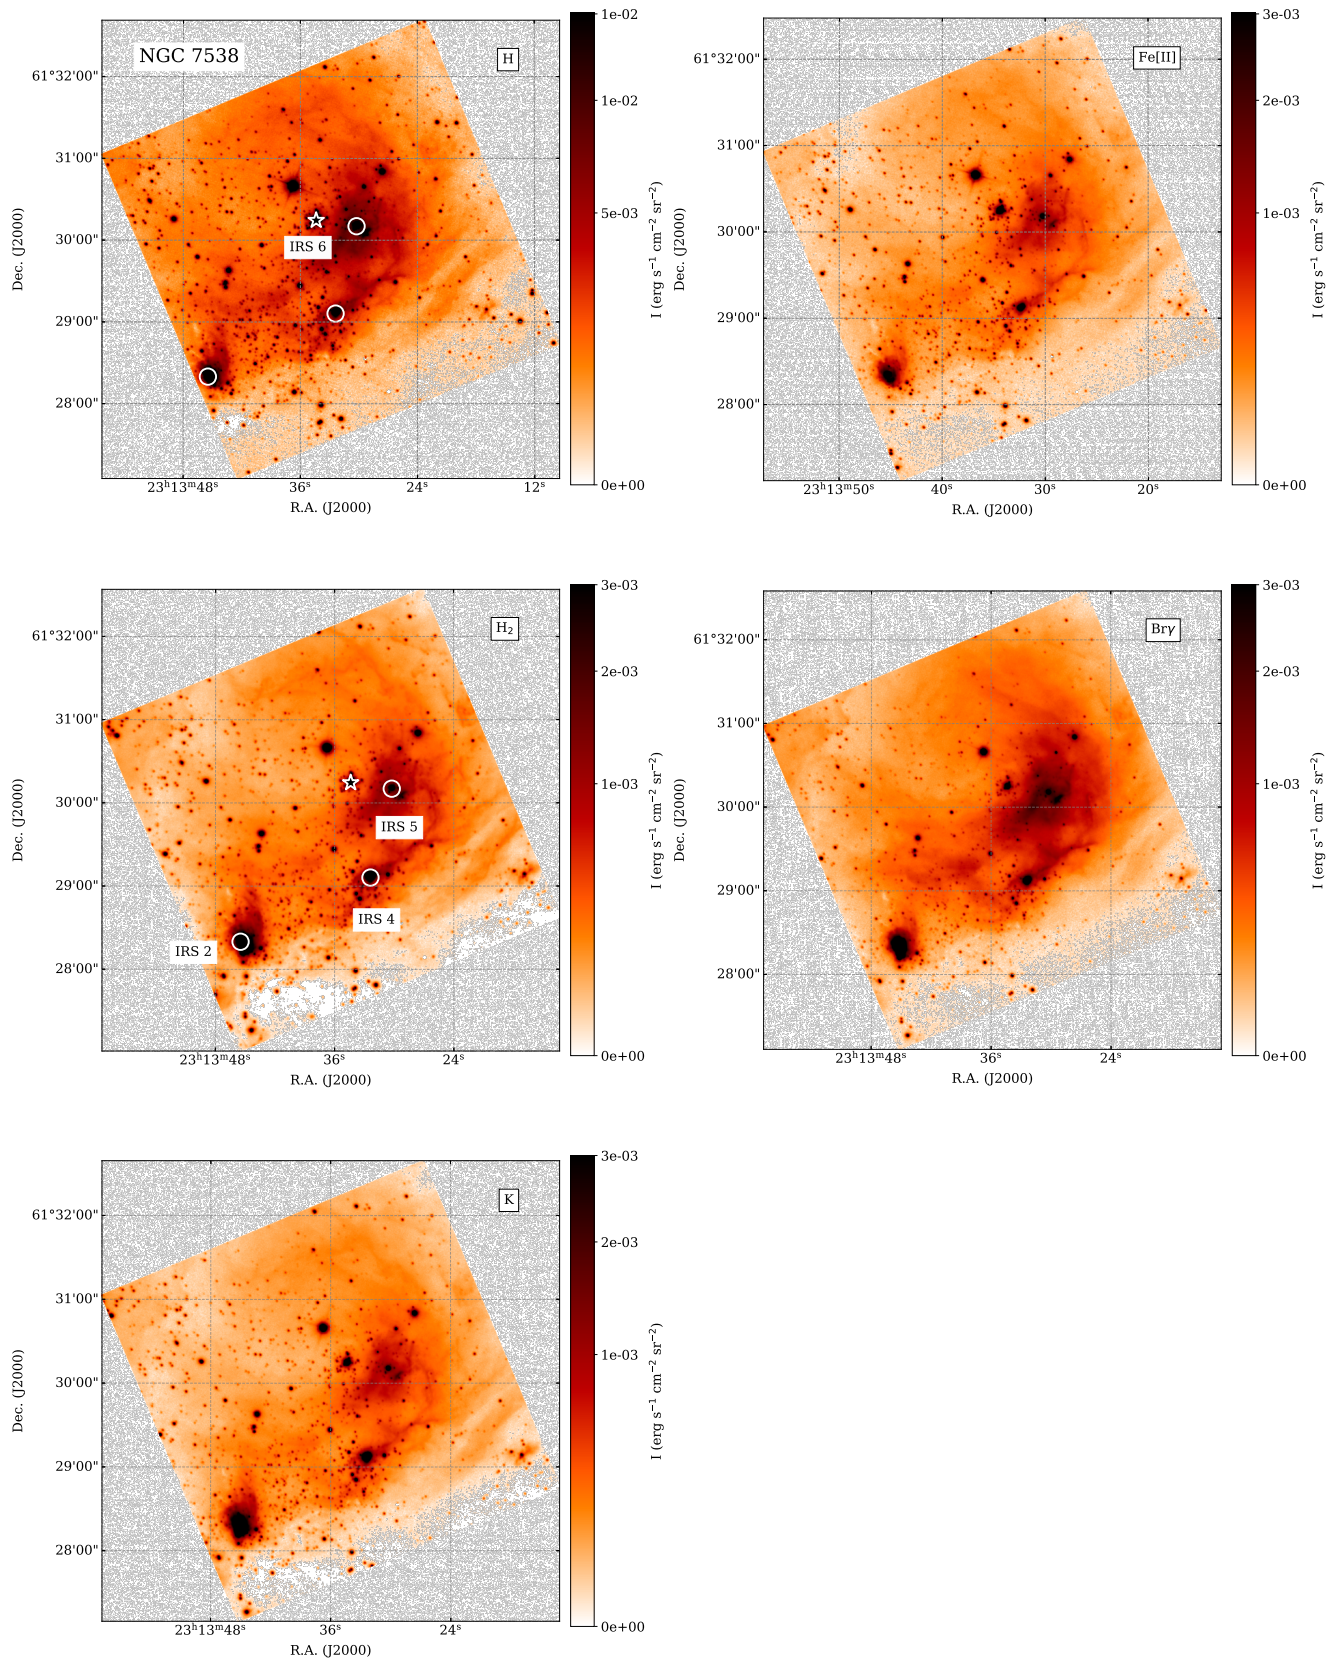 NGC 7538
H
IRS 6
61°32'00"
31'00"
30'00"
29'00"
28'00"
Dec. (J2000)
23ʰ13ᵐ48ˢ
36ˢ
24ˢ
12ˢ
R.A. (J2000)
1e-02
1e-02
5e-03
0e+00
I (erg s⁻¹ cm⁻² sr⁻²)
Fe[II]
61°32'00"
31'00"
30'00"
29'00"
28'00"
Dec. (J2000)
23ʰ13ᵐ50ˢ
40ˢ
30ˢ
20ˢ
R.A. (J2000)
3e-03
2e-03
1e-03
0e+00
I (erg s⁻¹ cm⁻² sr⁻²)
H₂
IRS 5
IRS 4
IRS 2
61°32'00"
31'00"
30'00"
29'00"
28'00"
Dec. (J2000)
23ʰ13ᵐ48ˢ
36ˢ
24ˢ
R.A. (J2000)
3e-03
2e-03
1e-03
0e+00
I (erg s⁻¹ cm⁻² sr⁻²)
Brγ
61°32'00"
31'00"
30'00"
29'00"
28'00"
Dec. (J2000)
23ʰ13ᵐ48ˢ
36ˢ
24ˢ
R.A. (J2000)
3e-03
2e-03
1e-03
0e+00
I (erg s⁻¹ cm⁻² sr⁻²)
K
61°32'00"
31'00"
30'00"
29'00"
28'00"
Dec. (J2000)
23ʰ13ᵐ48ˢ
36ˢ
24ˢ
R.A. (J2000)
3e-03
2e-03
1e-03
0e+00
I (erg s⁻¹ cm⁻² sr⁻²)